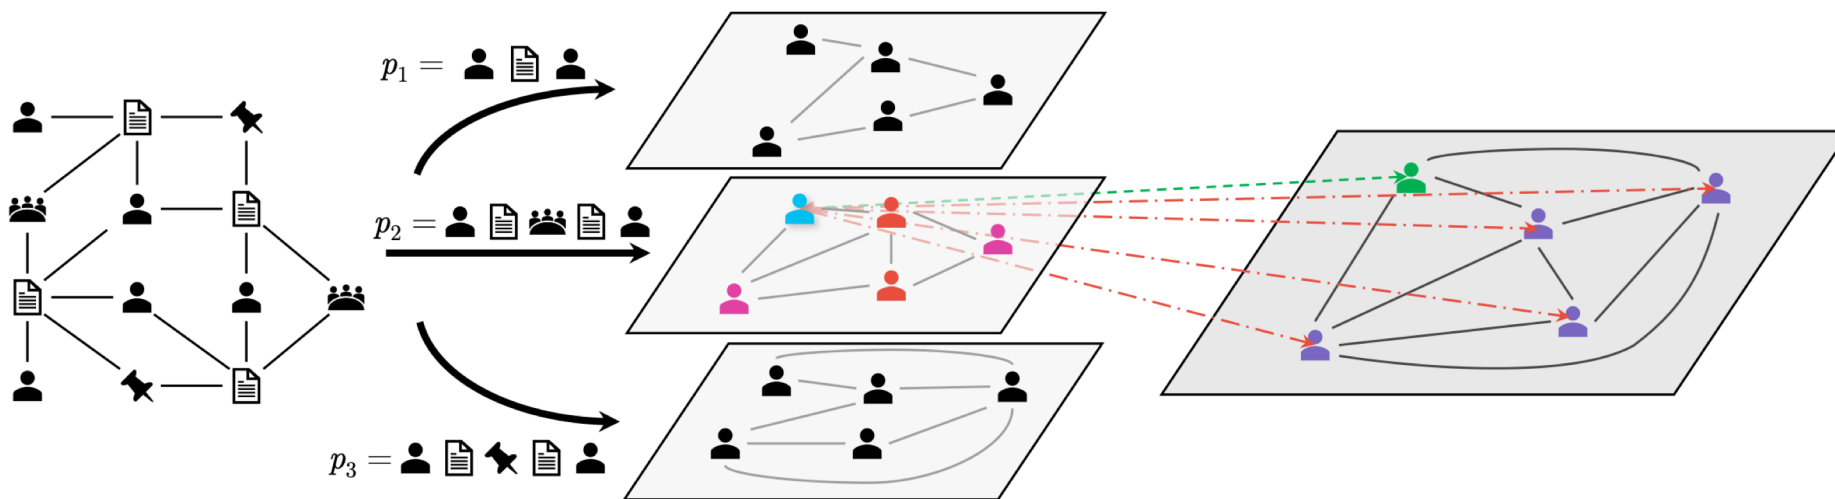 p₁ =
p₂ =
p₃ =